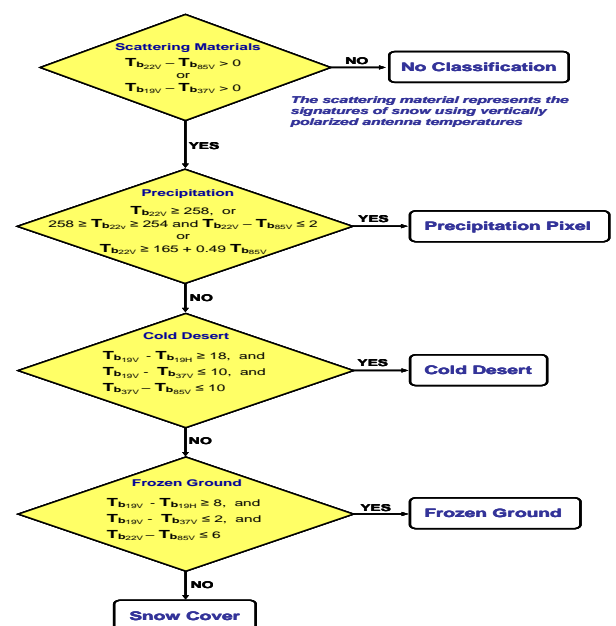 Scattering Materials
Tb22V – Tb85V > 0
or
Tb19V – Tb37V > 0
NO
No Classification
The scattering material represents the
signatures of snow using vertically
polarized antenna temperatures
YES
Precipitation
Tb22V ≥ 258, or
258 ≥ Tb22v ≥ 254 and Tb22V – Tb85V ≤ 2
or
Tb22V ≥ 165 + 0.49 Tb85V
YES
Precipitation Pixel
NO
Cold Desert
Tb19V - Tb19H ≥ 18, and
Tb19V - Tb37V ≤ 10, and
Tb37V – Tb85V ≤ 10
YES
Cold Desert
NO
Frozen Ground
Tb19V - Tb19H ≥ 8, and
Tb19V - Tb37V ≤ 2, and
Tb22V – Tb85V ≤ 6
YES
Frozen Ground
NO
Snow Cover